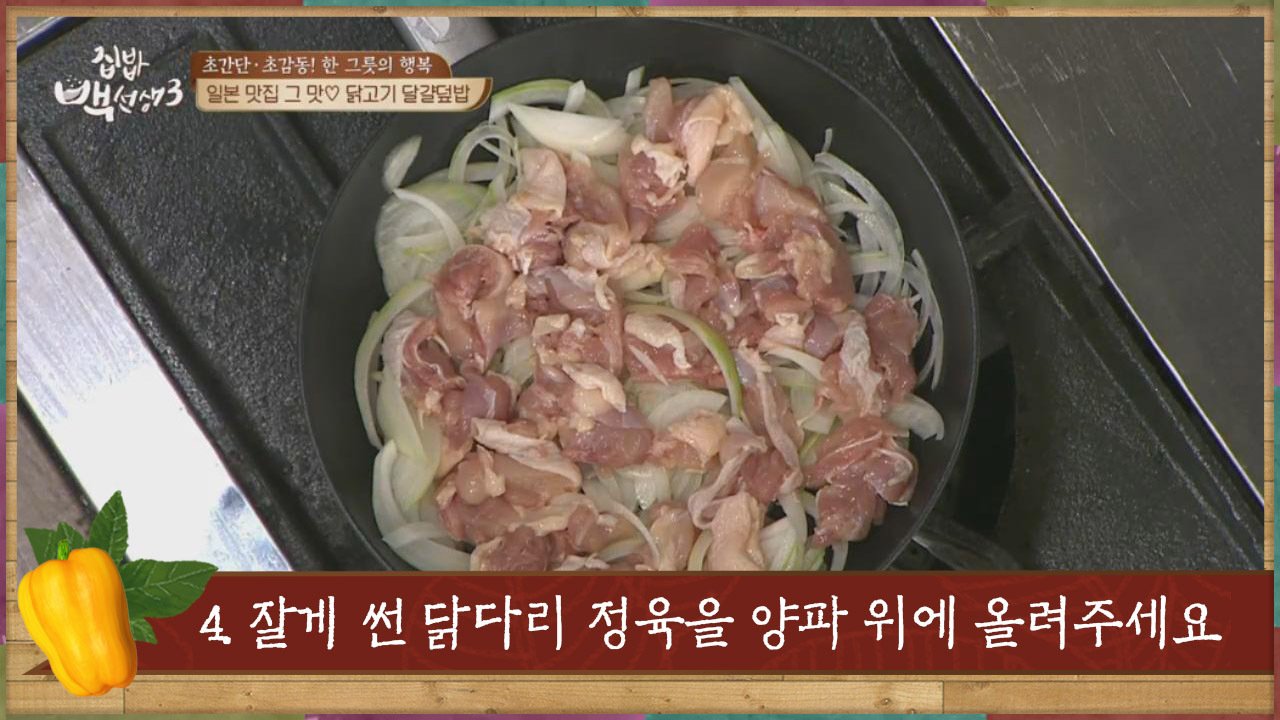 집밥
백선생3
초간단·초감동! 한 그릇의 행복
일본 맛집 그 맛♡ 닭고기 달걀덮밥
4. 잘게 썬 닭다리 정육을 양파 위에 올려주세요